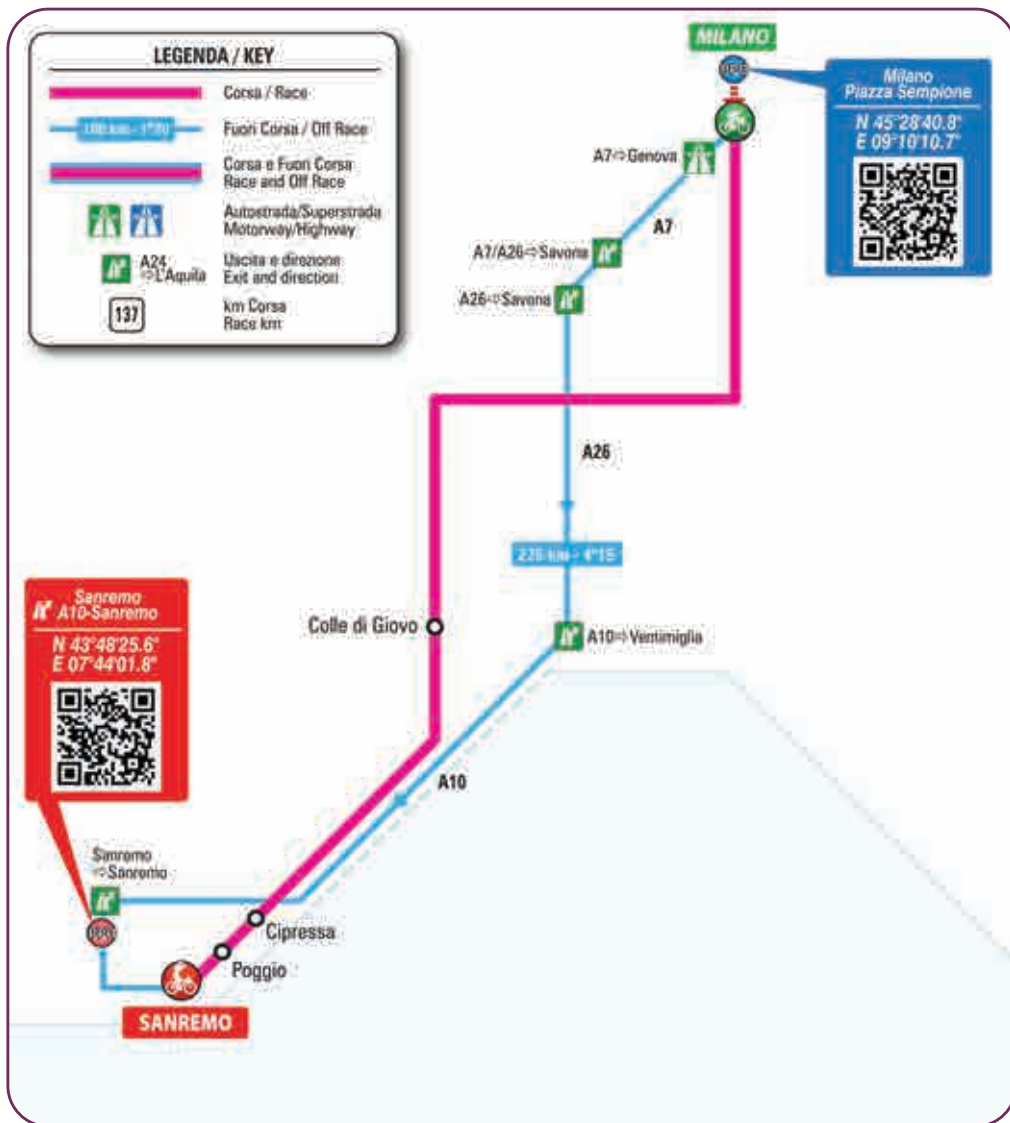 LEGENDA / KEY
Corsa / Race
Fuori Corsa / Off Race
Corsa e Fuori Corsa
Race and Off Race
Autostrada/Superstrada
Motorway/Highway
A24
⇨L'Aquila
Uscita e direzione
Exit and direction
137
km Corsa
Race km
MILANO
Milano
Piazza Sempione
N 45°28'40.8"
E 09°10'10.7"
A7⇨Genova
A7
A7/A26⇨Savona
A26⇨Savona
A26
Sanremo
A10-Sanremo
N 43°48'25.6"
E 07°44'01.8"
Colle di Giovo
A10⇨Ventimiglia
A10
Sanremo
⇨Sanremo
Cipressa
Poggio
SANREMO